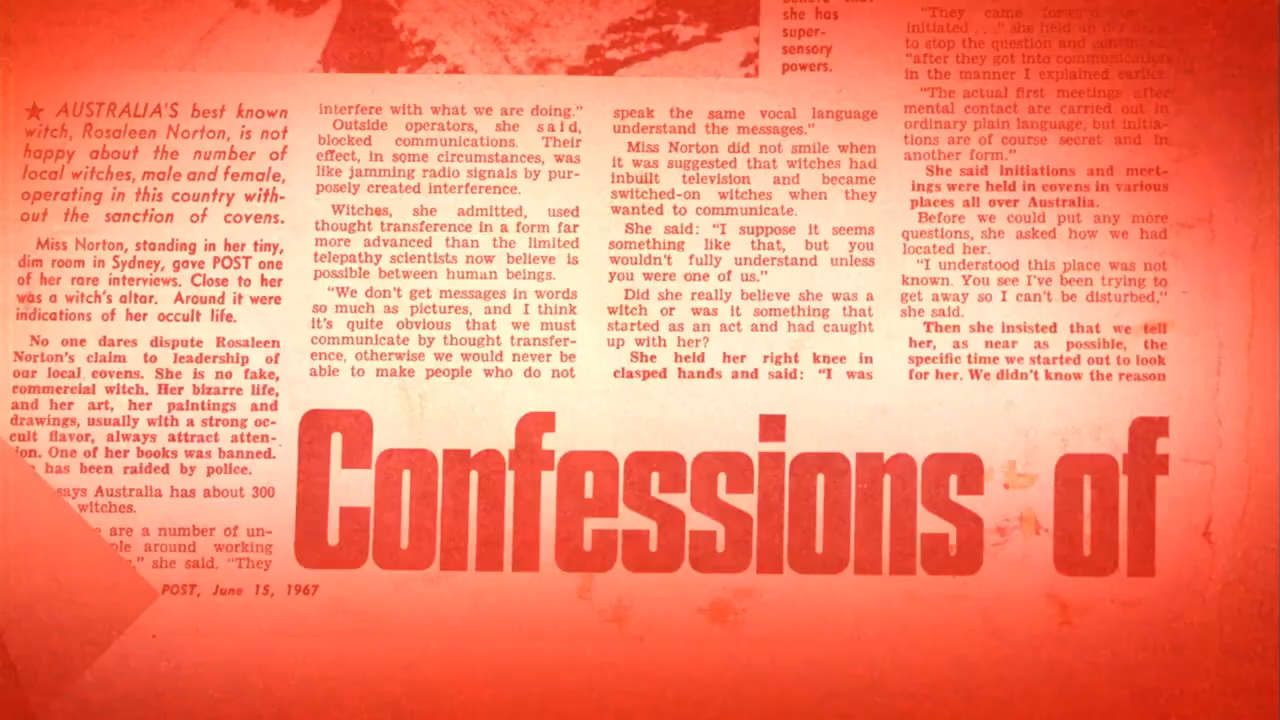 believe that
she has
super-
sensory
powers.
★ AUSTRALIA'S best known
witch, Rosaleen Norton, is not
happy about the number of
local witches, male and female,
operating in this country with-
out the sanction of covens.
Miss Norton, standing in her tiny,
dim room in Sydney, gave POST one
of her rare interviews. Close to her
was a witch's altar. Around it were
indications of her occult life.
No one dares dispute Rosaleen
Norton's claim to leadership of
our local covens. She is no fake,
commercial witch. Her bizarre life,
and her art, her paintings and
drawings, usually with a strong oc-
cult flavor, always attract atten-
ion. One of her books was banned.
has been raided by police.
says Australia has about 300
witches.
are a number of un-
ple around working
" she said. "They
POST, June 15, 1967
interfere with what we are doing."
Outside operators, she said,
blocked communications. Their
effect, in some circumstances, was
like jamming radio signals by pur-
posely created interference.
Witches, she admitted, used
thought transference in a form far
more advanced than the limited
telepathy scientists now believe is
possible between human beings.
"We don't get messages in words
so much as pictures, and I think
it's quite obvious that we must
communicate by thought transfer-
ence, otherwise we would never be
able to make people who do not
speak the same vocal language
understand the messages."
Miss Norton did not smile when
it was suggested that witches had
inbuilt television and became
switched-on witches when they
wanted to communicate.
She said: "I suppose it seems
something like that, but you
wouldn't fully understand unless
you were one of us."
Did she really believe she was a
witch or was it something that
started as an act and had caught
up with her?
She held her right knee in
clasped hands and said: "I was
"They came forward
initiated . . ." she held up her
to stop the question and continued,
"after they got into communication
in the manner I explained earlier.
"The actual first meetings after
mental contact are carried out in
ordinary plain language, but initia-
tions are of course secret and in
another form."
She said initiations and meet-
ings were held in covens in various
places all over Australia.
Before we could put any more
questions, she asked how we had
located her.
"I understood this place was not
known. You see I've been trying to
get away so I can't be disturbed,"
she said.
Then she insisted that we tell
her, as near as possible, the
specific time we started out to look
for her. We didn't know the reason
Confessions of